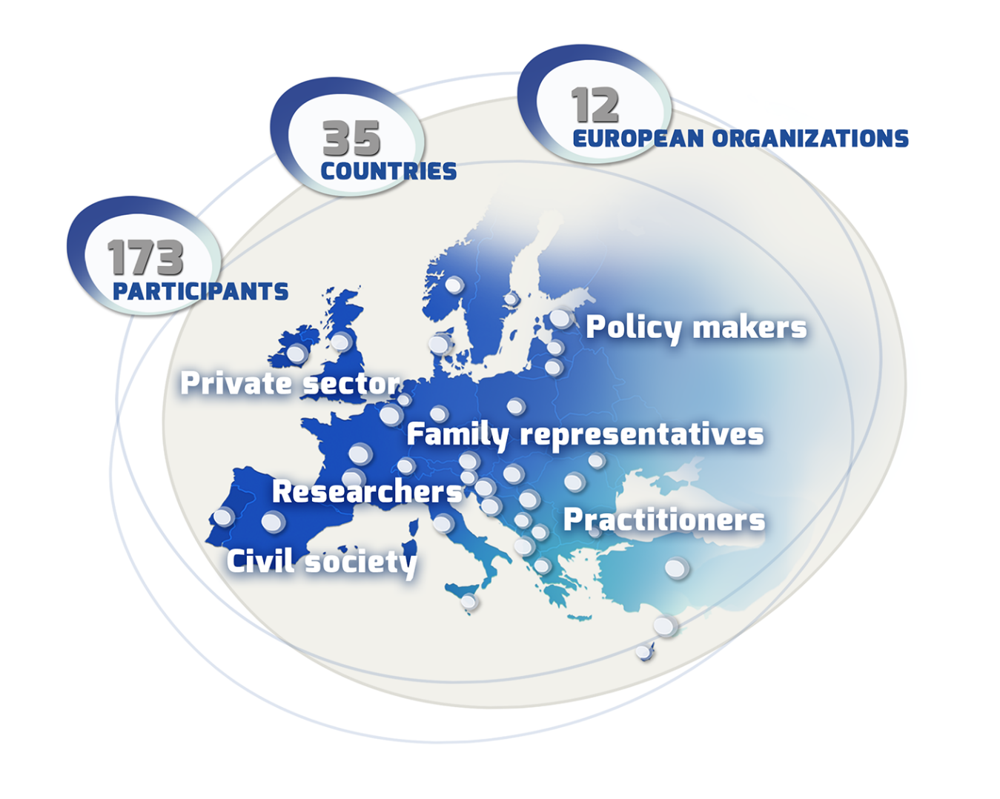 12
EUROPEAN ORGANIZATIONS
35
COUNTRIES
173
PARTICIPANTS
Policy makers
Private sector
Family representatives
Researchers
Practitioners
Civil society